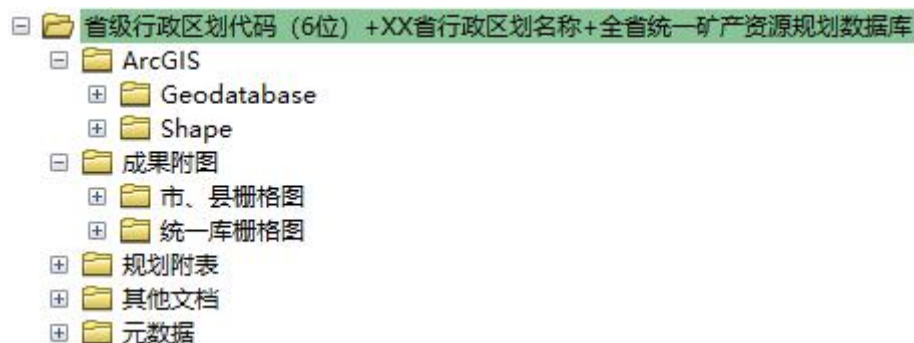 省级行政区划代码（6位）+XX省行政区划名称+全省统一矿产资源规划数据库
ArcGIS
Geodatabase
Shape
成果附图
市、县栅格图
统一库栅格图
规划附表
其他文档
元数据